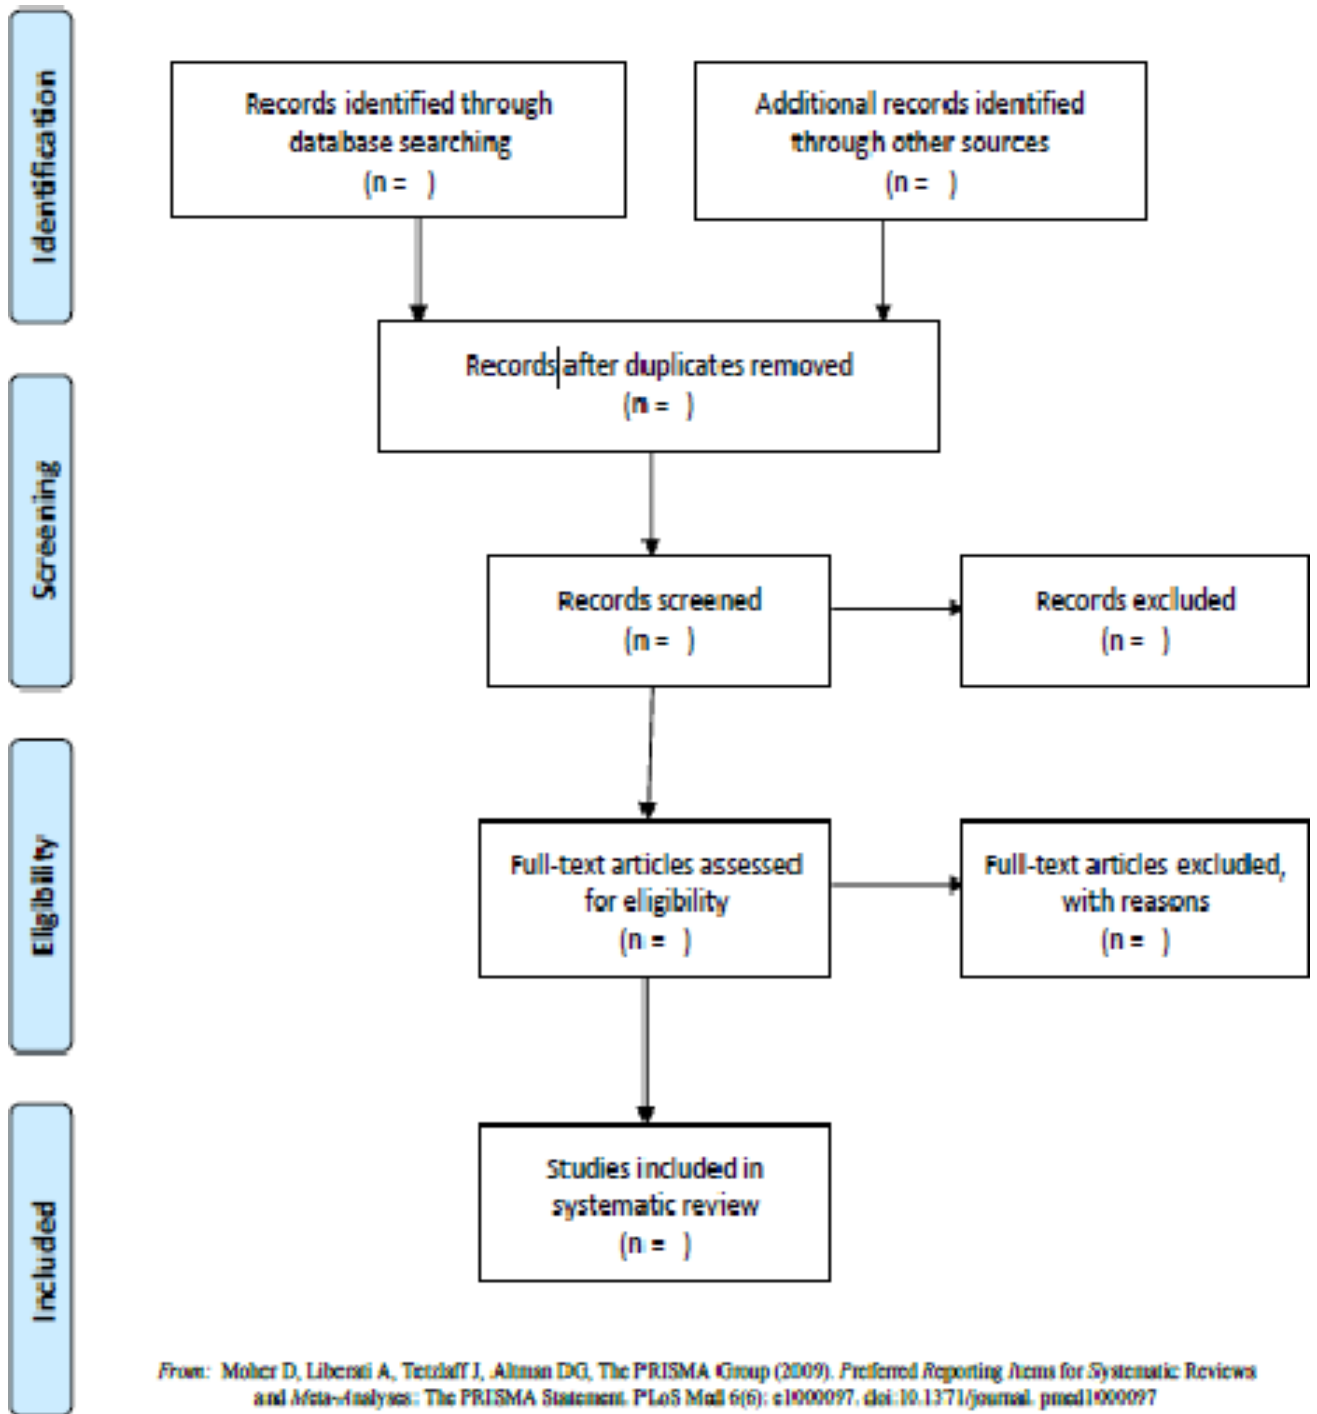 Identification
Records identified through
database searching
(n =   )
Additional records identified
through other sources
(n =   )
Records after duplicates removed
(n =   )
Screening
Records screened
(n =   )
Records excluded
(n =   )
Eligibility
Full-text articles assessed
for eligibility
(n =   )
Full-text articles excluded,
with reasons
(n =   )
Included
Studies included in
systematic review
(n =   )
From: Moher D, Liberati A, Tetzlaff J, Altman DG, The PRISMA Group (2009). Preferred Reporting Items for Systematic Reviews
and Meta-Analyses: The PRISMA Statement. PLoS Med 6(6): e1000097. doi:10.1371/journal. pmed1000097